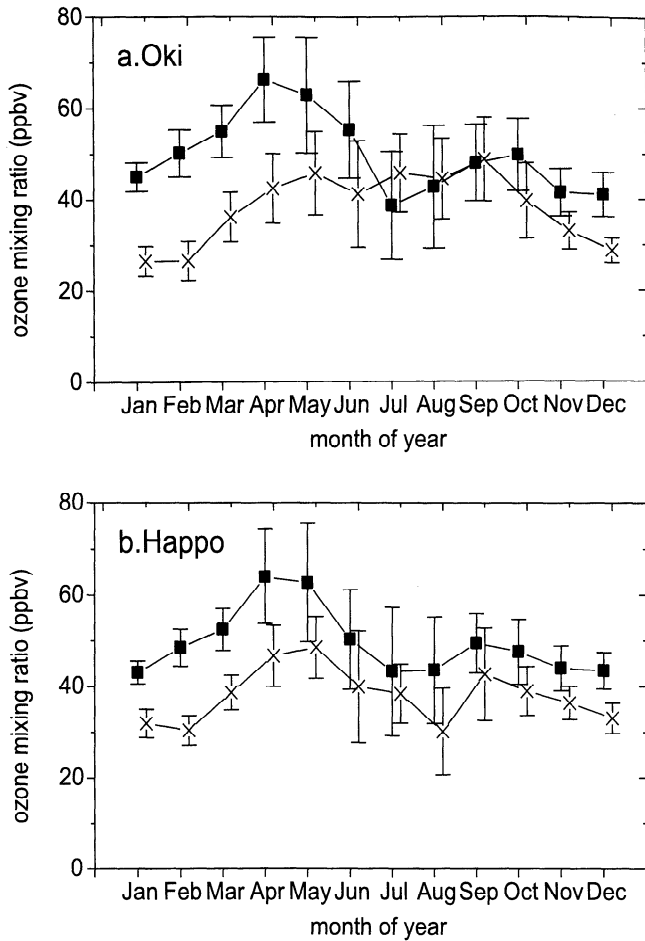 80
60
40
20
0
a.Oki
ozone mixing ratio (ppbv)
Jan Feb Mar Apr May Jun Jul Aug Sep Oct Nov Dec
month of year
80
60
40
20
0
b.Happo
ozone mixing ratio (ppbv)
Jan Feb Mar Apr May Jun Jul Aug Sep Oct Nov Dec
month of year